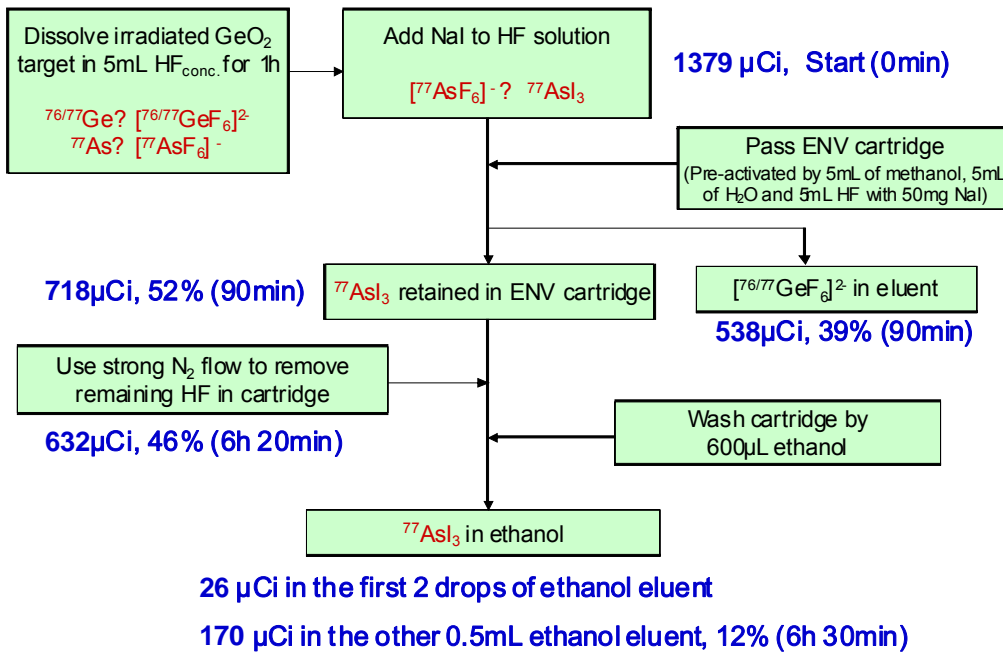 Dissolve irradiated GeO₂
target in 5mL HF_conc. for 1h
⁷⁶/⁷⁷Ge? [⁷⁶/⁷⁷GeF₆]²⁻
⁷⁷As? [⁷⁷AsF₆] ⁻
Add NaI to HF solution
[⁷⁷AsF₆] ⁻ ? ⁷⁷AsI₃
1379 µCi, Start (0min)
Pass ENV cartridge
(Pre-activated by 5mL of methanol, 5mL
of H₂O and 5mL HF with 50mg NaI)
718µCi, 52% (90min)
⁷⁷AsI₃ retained in ENV cartridge
[⁷⁶/⁷⁷GeF₆]²⁻ in eluent
538µCi, 39% (90min)
Use strong N₂ flow to remove
remaining HF in cartridge
632µCi, 46% (6h 20min)
Wash cartridge by
600µL ethanol
⁷⁷AsI₃ in ethanol
26 µCi in the first 2 drops of ethanol eluent
170 µCi in the other 0.5mL ethanol eluent, 12% (6h 30min)